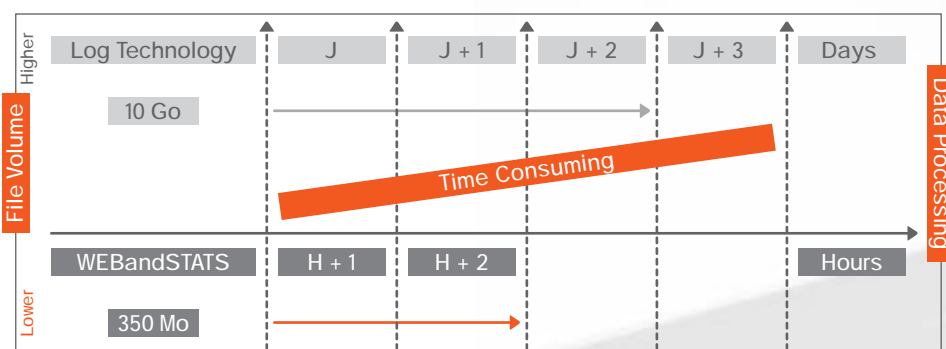 Higher
Log Technology J J + 1 J + 2 J + 3 Days
10 Go
File Volume
Data Processing
Time Consuming
WEBandSTATS H + 1 H + 2 Hours
Lower
350 Mo